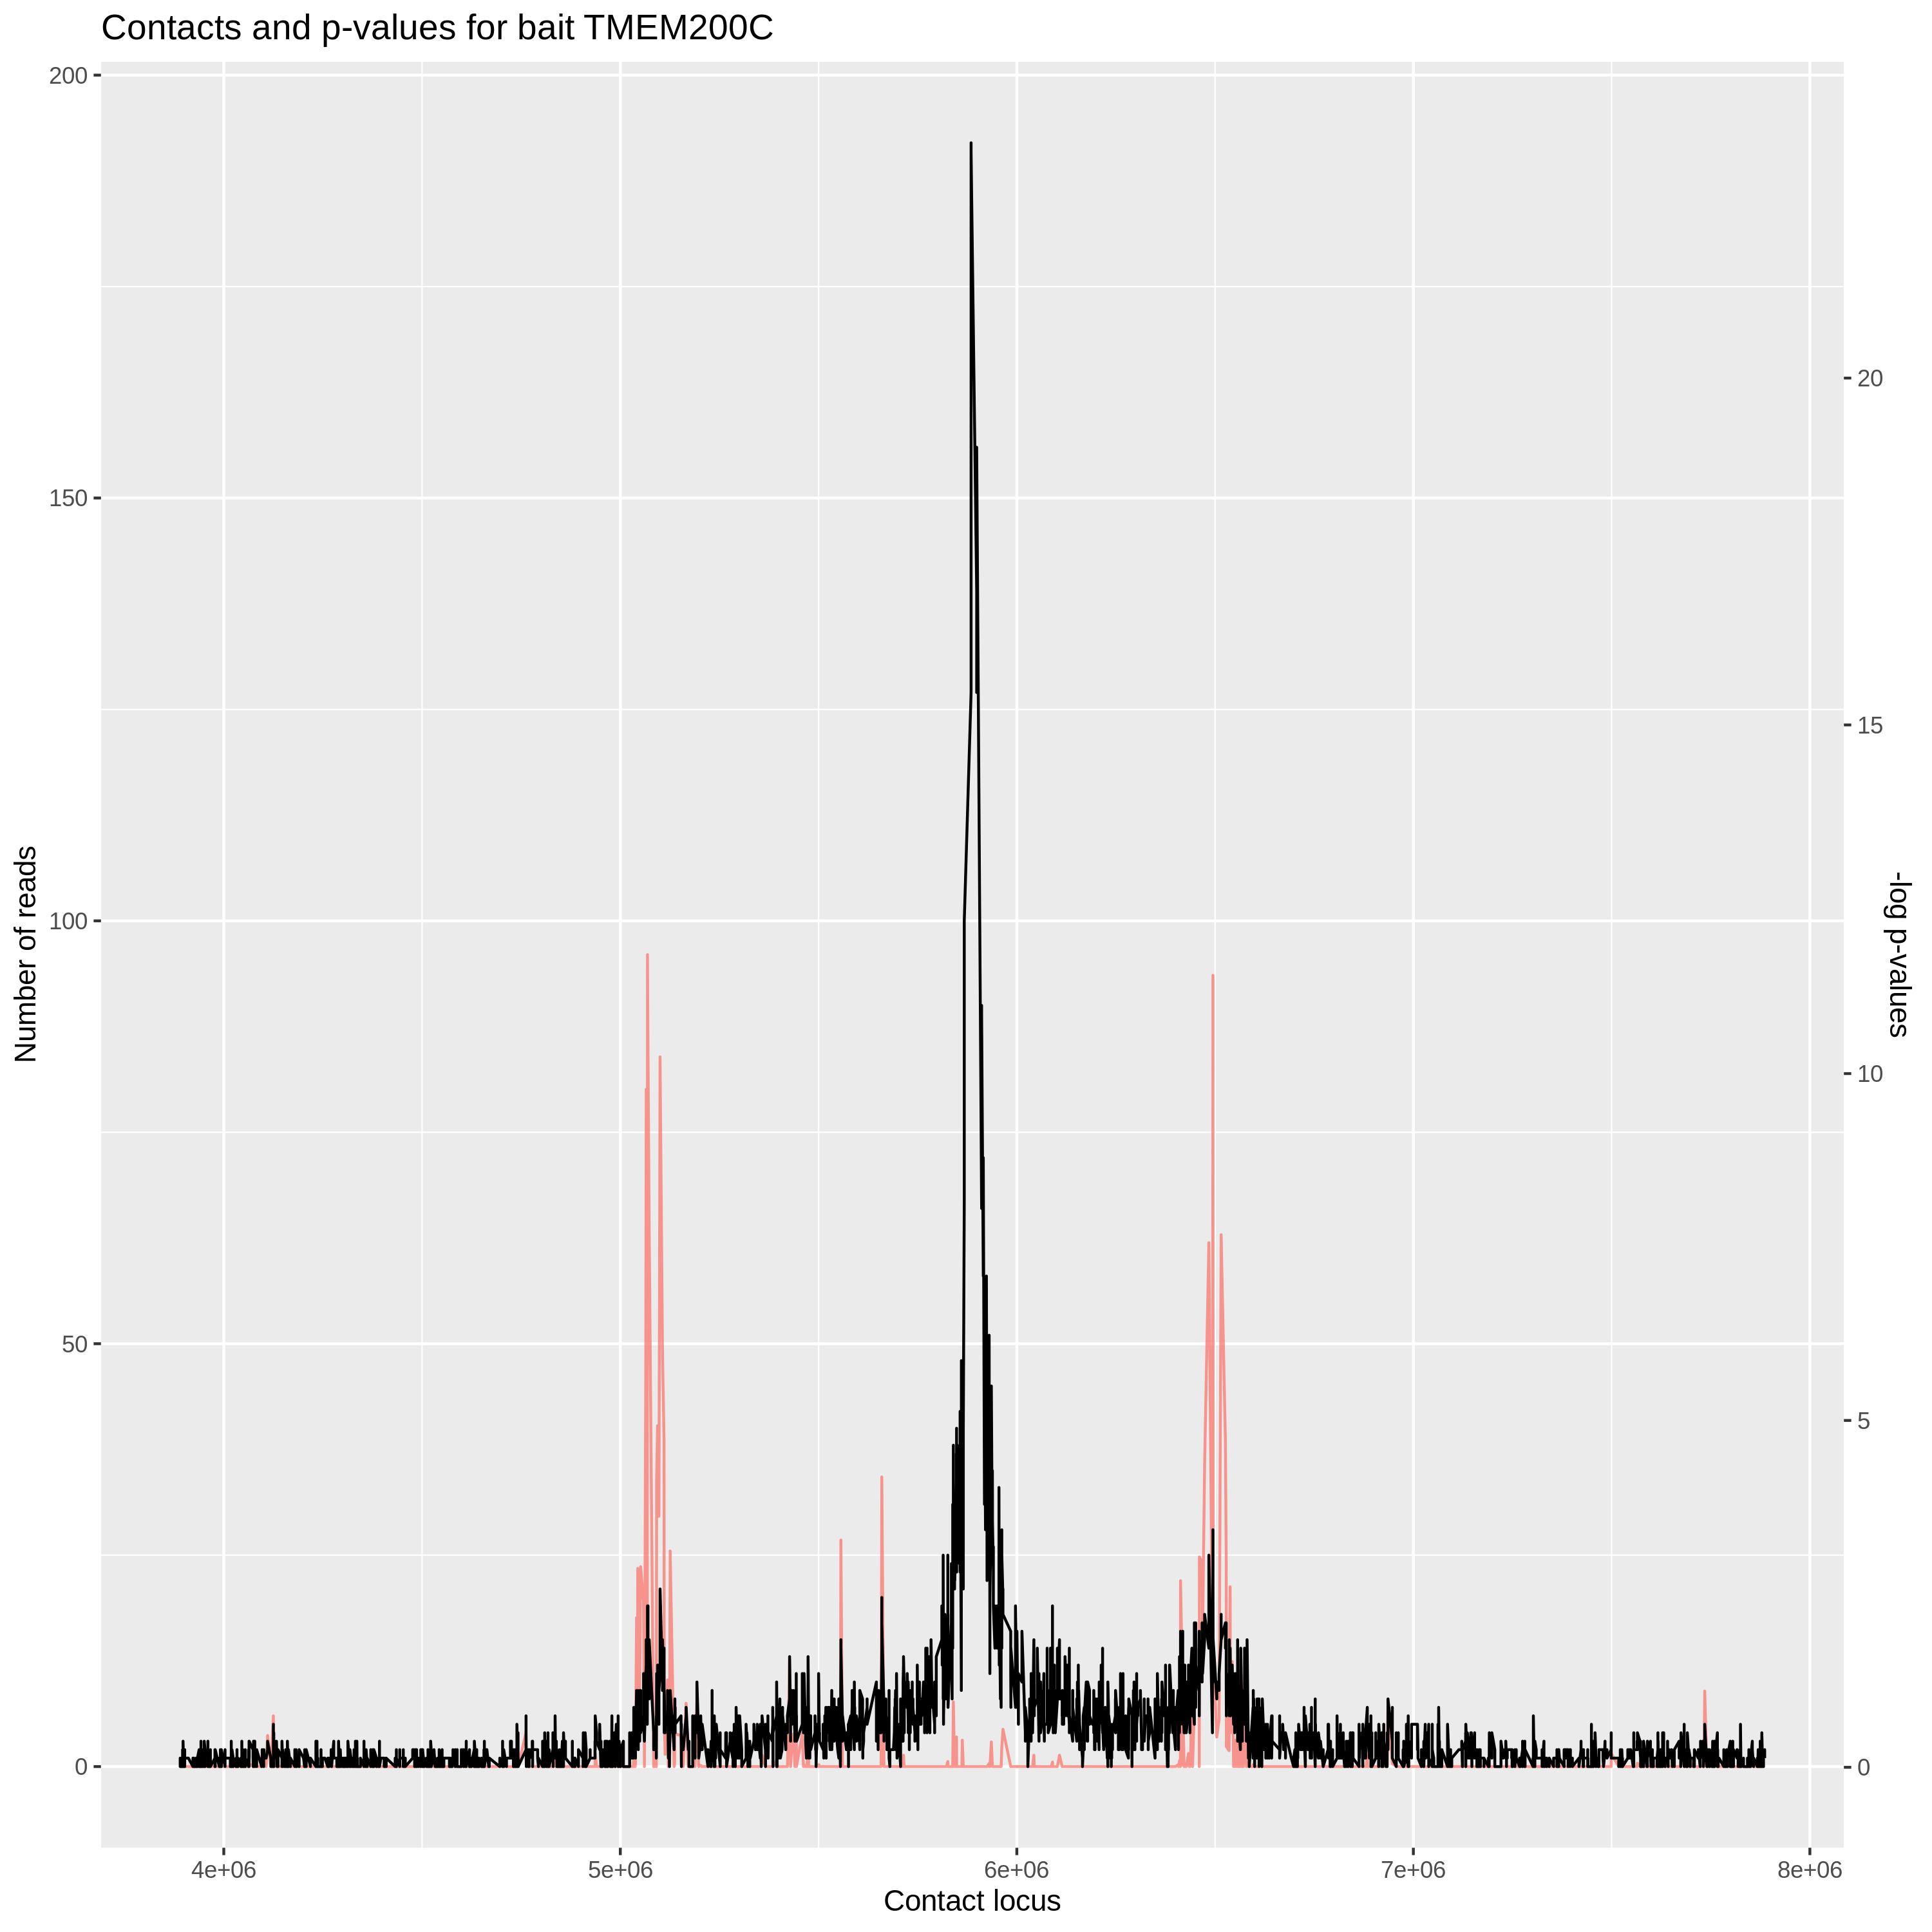 Contacts and p-values for bait TMEM200C
200
150
100
50
0
Number of reads
20
15
10
5
0
-log p-values
4e+06
5e+06
6e+06
7e+06
8e+06
Contact locus